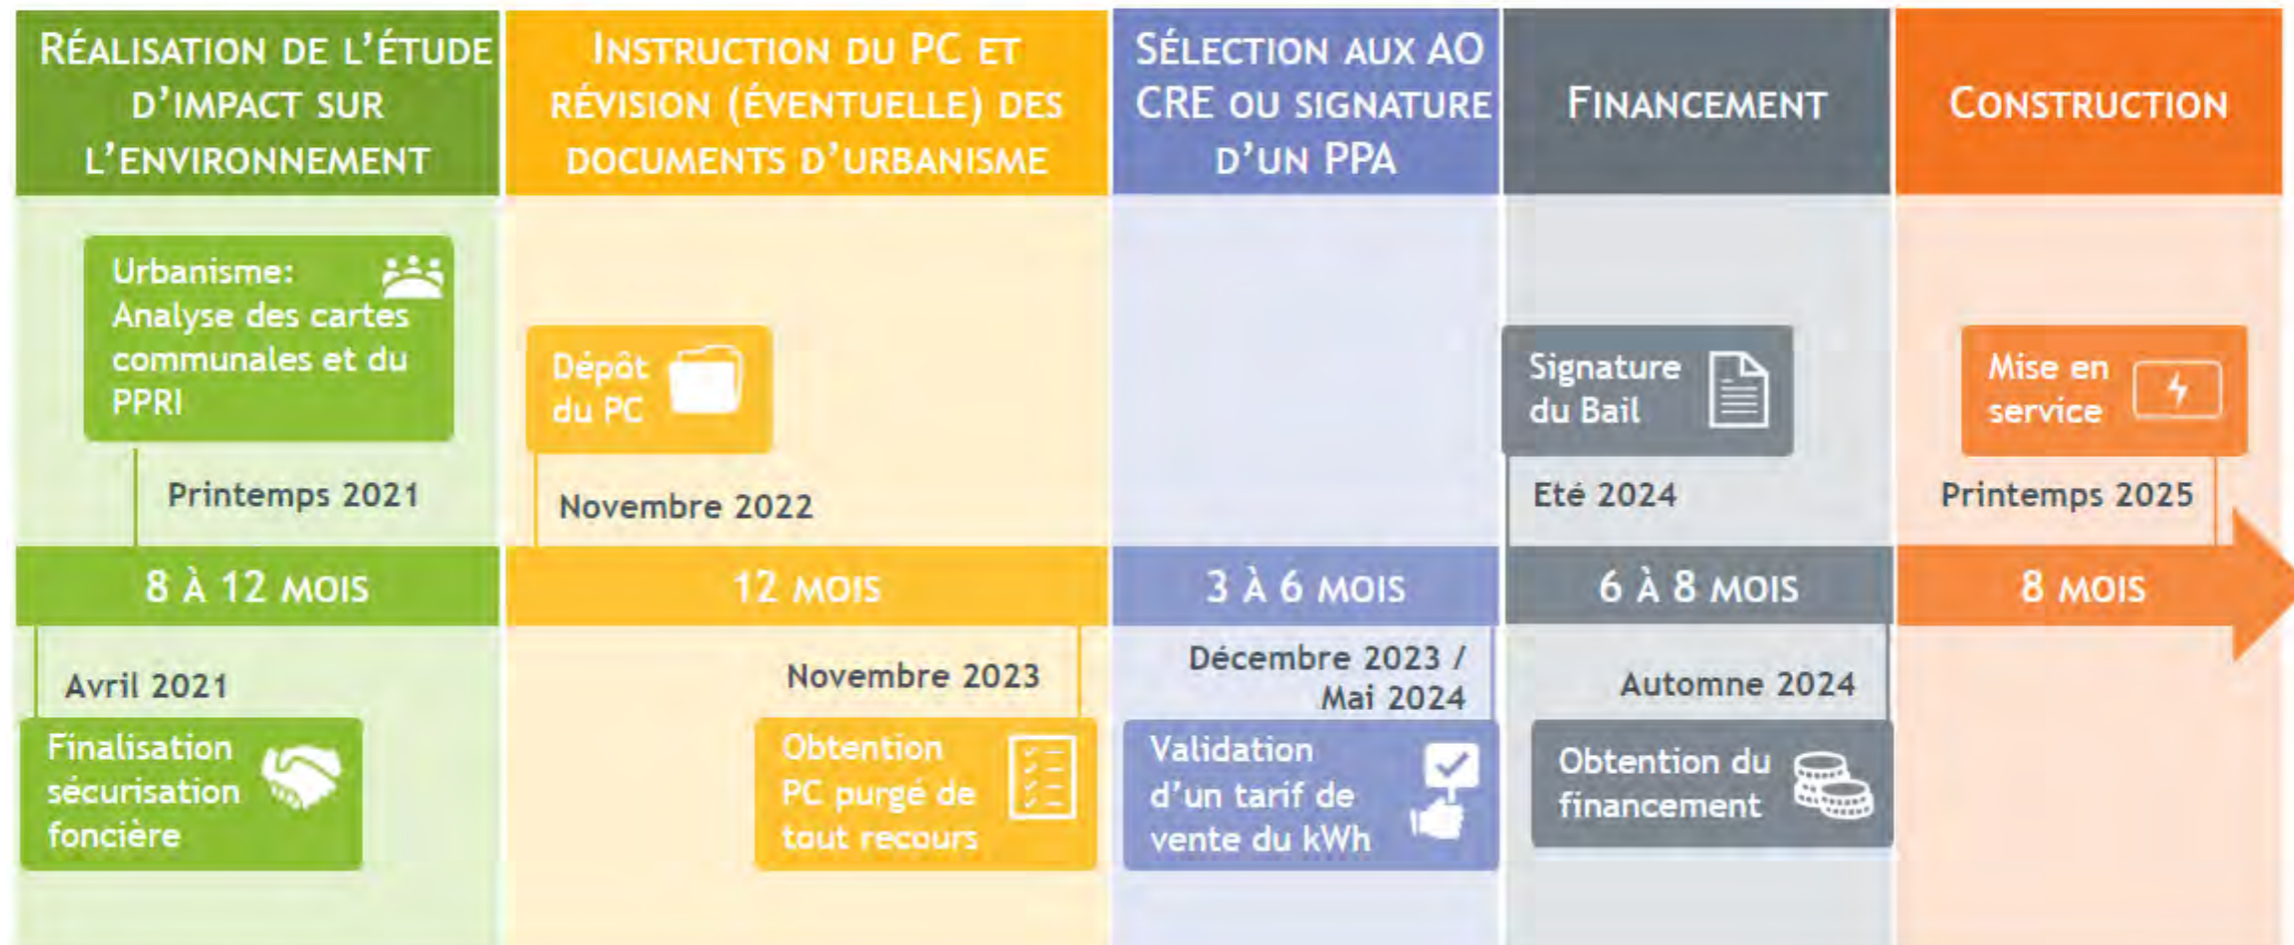 RÉALISATION DE L'ÉTUDE
D'IMPACT SUR
L'ENVIRONNEMENT
INSTRUCTION DU PC ET
RÉVISION (ÉVENTUELLE) DES
DOCUMENTS D'URBANISME
SÉLECTION AUX AO
CRE OU SIGNATURE
D'UN PPA
FINANCEMENT
CONSTRUCTION
Urbanisme:
Analyse des cartes
communales et du
PPRI
Printemps 2021
Dépôt
du PC
Novembre 2022
Signature
du Bail
Eté 2024
Mise en
service
Printemps 2025
8 À 12 MOIS
12 MOIS
3 À 6 MOIS
6 À 8 MOIS
8 MOIS
Avril 2021
Finalisation
sécurisation
foncière
Novembre 2023
Obtention
PC purgé de
tout recours
Décembre 2023 /
Mai 2024
Validation
d'un tarif de
vente du kWh
Automne 2024
Obtention du
financement